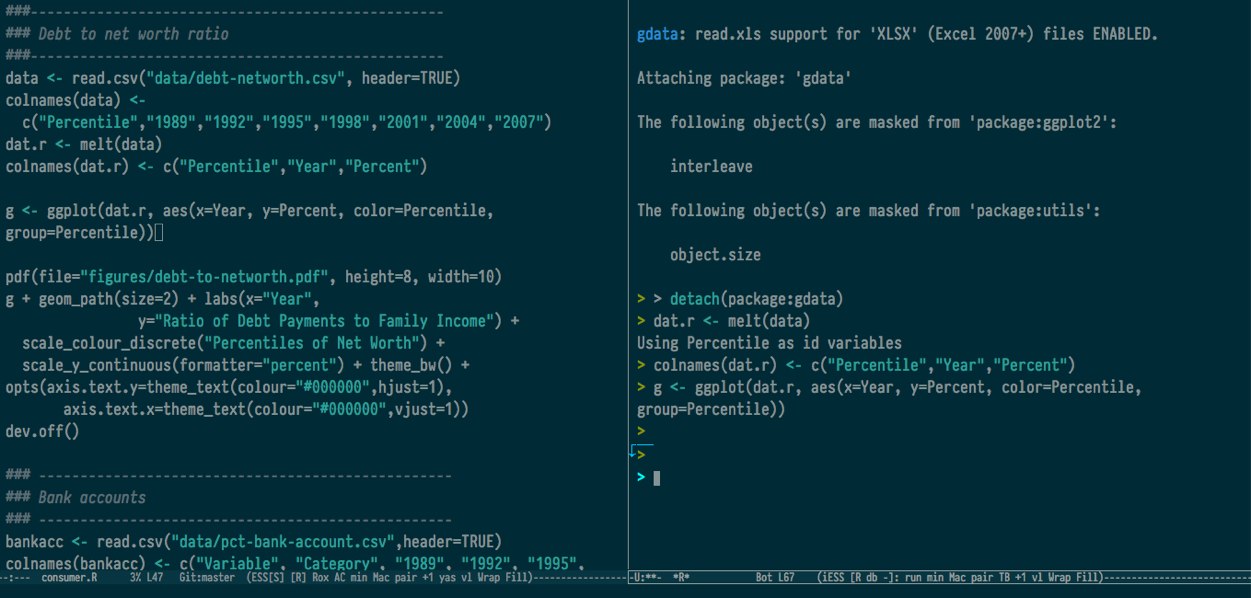 ###--------------------------------------------------
### Debt to net worth ratio
###--------------------------------------------------
data <- read.csv("data/debt-networth.csv", header=TRUE)
colnames(data) <-
  c("Percentile","1989","1992","1995","1998","2001","2004","2007")
dat.r <- melt(data)
colnames(dat.r) <- c("Percentile","Year","Percent")

g <- ggplot(dat.r, aes(x=Year, y=Percent, color=Percentile,
group=Percentile))

pdf(file="figures/debt-to-networth.pdf", height=8, width=10)
g + geom_path(size=2) + labs(x="Year",
                y="Ratio of Debt Payments to Family Income") +
  scale_colour_discrete("Percentiles of Net Worth") +
  scale_y_continuous(formatter="percent") + theme_bw() +
opts(axis.text.y=theme_text(colour="#000000",hjust=1),
       axis.text.x=theme_text(colour="#000000",vjust=1))
dev.off()

### --------------------------------------------------
### Bank accounts
### --------------------------------------------------
bankacc <- read.csv("data/pct-bank-account.csv",header=TRUE)
colnames(bankacc) <- c("Variable", "Category", "1989", "1992", "1995",
--:---  consumer.R      3% L47   Git:master  (ESS[S] [R] Rox AC min Mac pair +1 yas vl Wrap Fill)-----------------
gdata: read.xls support for 'XLSX' (Excel 2007+) files ENABLED.

Attaching package: 'gdata'

The following object(s) are masked from 'package:ggplot2':

    interleave

The following object(s) are masked from 'package:utils':

    object.size

> > detach(package:gdata)
> dat.r <- melt(data)
Using Percentile as id variables
> colnames(dat.r) <- c("Percentile","Year","Percent")
> g <- ggplot(dat.r, aes(x=Year, y=Percent, color=Percentile,
group=Percentile))
>
>
>
-U:**-  *R*            Bot L67    (iESS [R db -]: run min Mac pair TB +1 vl Wrap Fill)---------------------------